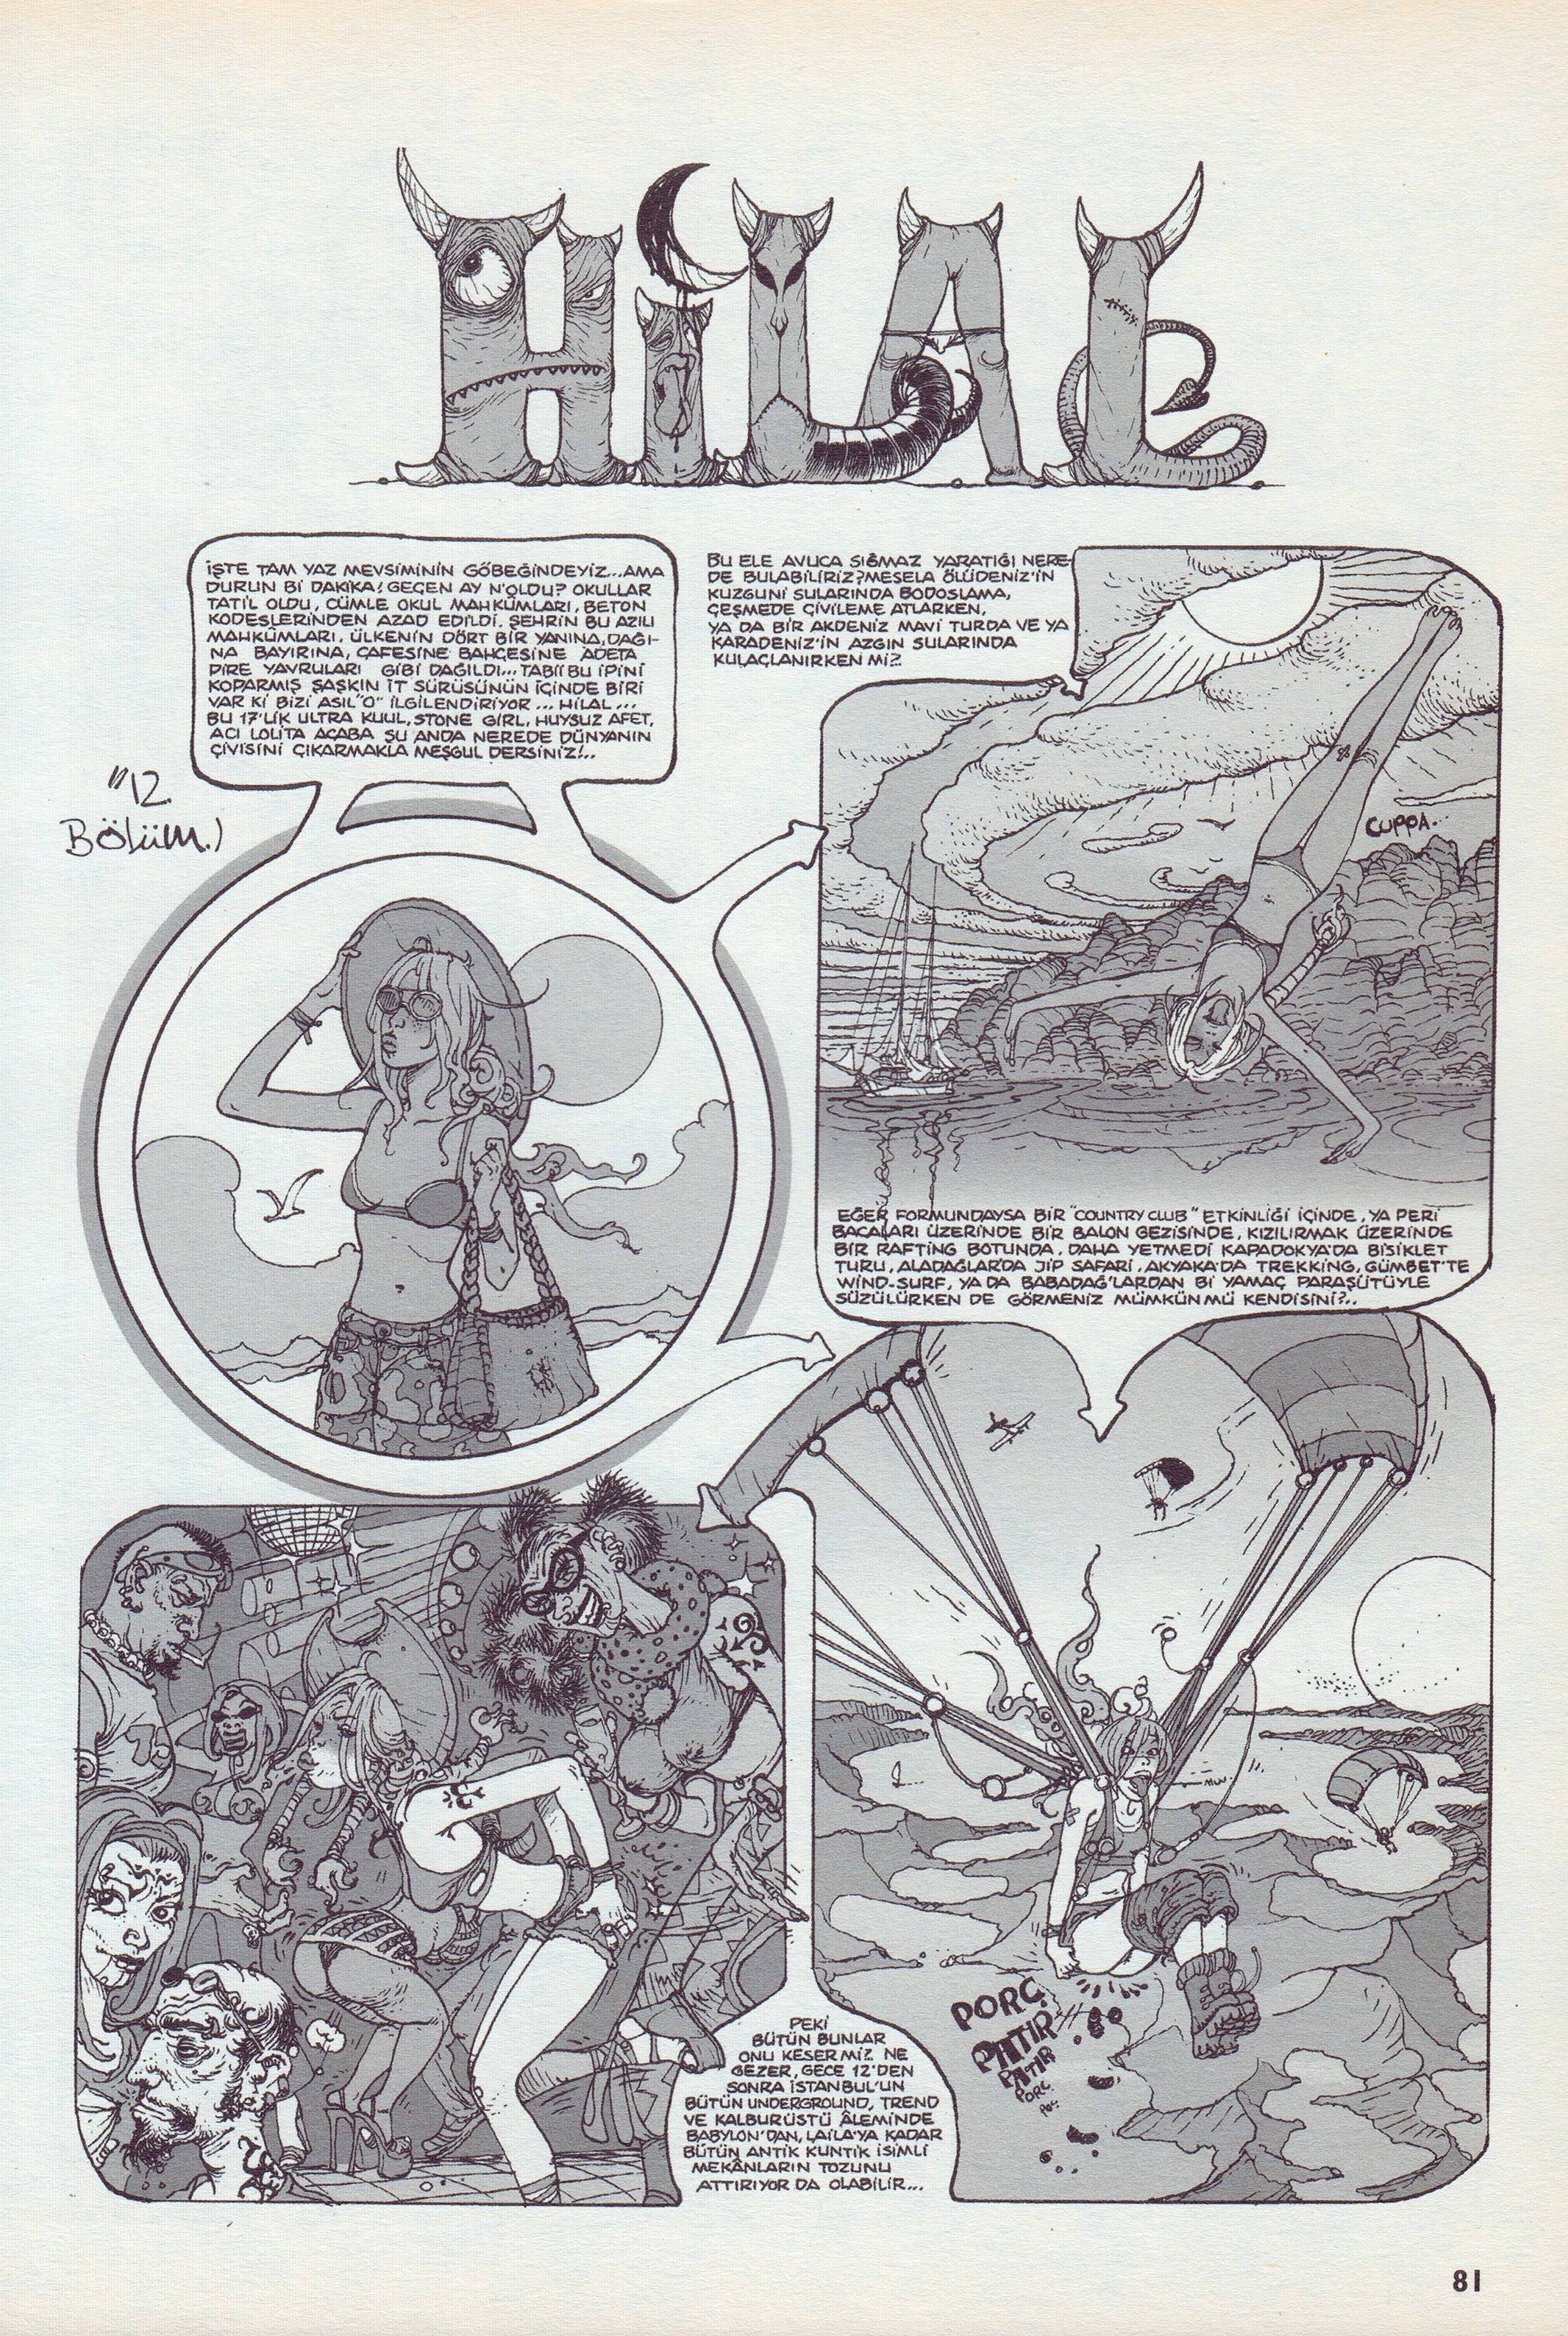 HİLAL
İŞTE TAM YAZ MEVSİMİNİN GÖBEĞİNDEYİZ...AMA
DURUN Bİ DAKİKA! GEÇEN AY N'OLDU? OKULLAR
TATİL OLDU, CÜMLE OKUL MAHKÛMLARI, BETON
KODESLERİNDEN AZAD EDİLDİ. ŞEHRİN BU AZILI
MAHKÛMLARI, ÜLKENİN DÖRT BİR YANINA, DAĞI-
NA BAYIRINA, CAFESİNE BAHÇESİNE ADETA
PİRE YAVRULARI GİBİ DAĞILDI... TABİİ BU İPİNİ
KOPARMIŞ ŞAŞKIN İT SÜRÜSÜNÜN İÇİNDE BİRİ
VAR Kİ BİZİ ASIL "O" İLGİLENDİRİYOR... HİLAL...
BU 17'LİK ULTRA KUUL, STONE GİRL, HUYSUZ AFET,
ACI LOLİTA ACABA ŞU ANDA NEREDE DÜNYANIN
ÇİVİSİNİ ÇIKARMAKLA MEŞGUL DERSİNİZ!..
"12.
BÖLÜM.)
BU ELE AVUCA SIĞMAZ YARATIĞI NERE-
DE BULABİLİRİZ? MESELA ÖLÜDENİZ'İN
KUZGUNİ SULARINDA BODOSLAMA,
ÇEŞMEDE ÇİVİLEME ATLARKEN,
YA DA BİR AKDENİZ MAVİ TURDA VE YA
KARADENİZ'İN AZGIN SULARINDA
KULAÇLANIRKEN Mİ?
CUPPA..
EĞER FORMUNDAYSA BİR "COUNTRY CLUB" ETKİNLİĞİ İÇİNDE, YA PERİ
BACALARI ÜZERİNDE BİR BALON GEZİSİNDE, KIZILIRMAK ÜZERİNDE
BİR RAFTİNG BOTUNDA, DAHA YETMEDİ KAPADOKYA'DA BİSİKLET
TURU, ALADAĞLAR'DA JİP SAFARİ, AKYAKA'DA TREKKİNG, GÜMBET'TE
WİND-SURF, YA DA BABADAĞ'LARDAN Bİ YAMAÇ PARAŞÜTÜYLE
SÜZÜLÜRKEN DE GÖRMENİZ MÜMKÜN MÜ KENDİSİNİ?..
PORÇ
PATIR
PATIR
PORÇ
PEKİ
BÜTÜN BUNLAR
ONU KESER Mİ? NE
GEZER, GECE 12'DEN
SONRA İSTANBUL'UN
BÜTÜN UNDERGROUND, TREND
VE KALBURÜSTÜ ÂLEMİNDE
BABYLON'DAN, LAİLA'YA KADAR
BÜTÜN ANTİK KUNTİK İSİMLİ
MEKÂNLARIN TOZUNU
ATTIRIYOR DA OLABİLİR...
81